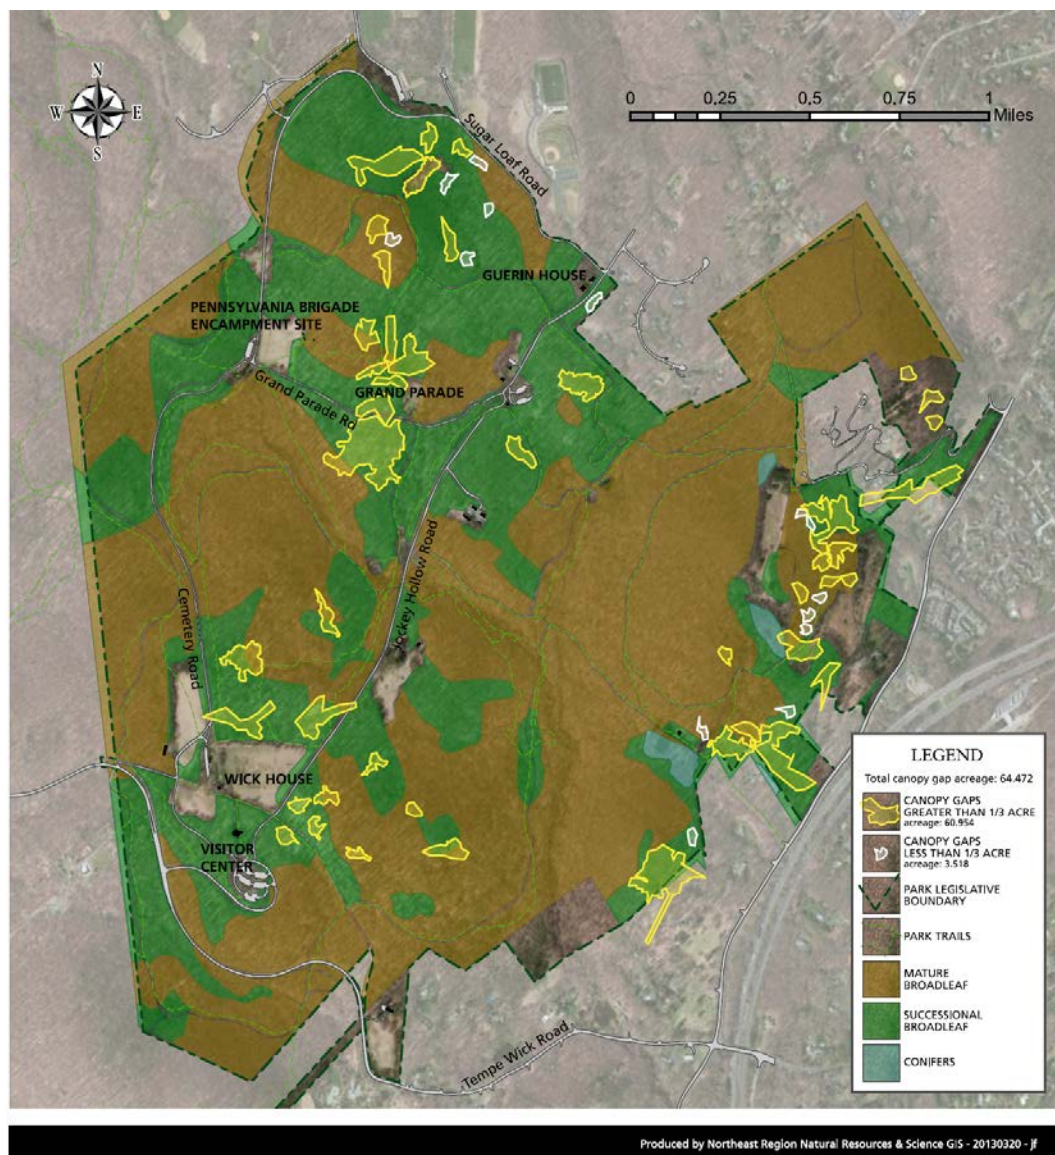 N
W E
S
0 0,25 0,5 0,75 1
Miles
Sugar Loaf Road
GUERIN HOUSE
PENNSYLVANIA BRIGADE
ENCAMPMENT SITE
Grand Parade Rd
GRAND PARADE
Jockey Hollow Road
Cemetery Road
WICK HOUSE
VISITOR
CENTER
Tempe Wick Road
LEGEND
Total canopy gap acreage: 64.472
CANOPY GAPS
GREATER THAN 1/3 ACRE
acreage: 60.954
CANOPY GAPS
LESS THAN 1/3 ACRE
acreage: 3.518
PARK LEGISLATIVE
BOUNDARY
PARK TRAILS
MATURE
BROADLEAF
SUCCESSIONAL
BROADLEAF
CONIFERS
Produced by Northeast Region Natural Resources & Science GIS - 20130320 - jf